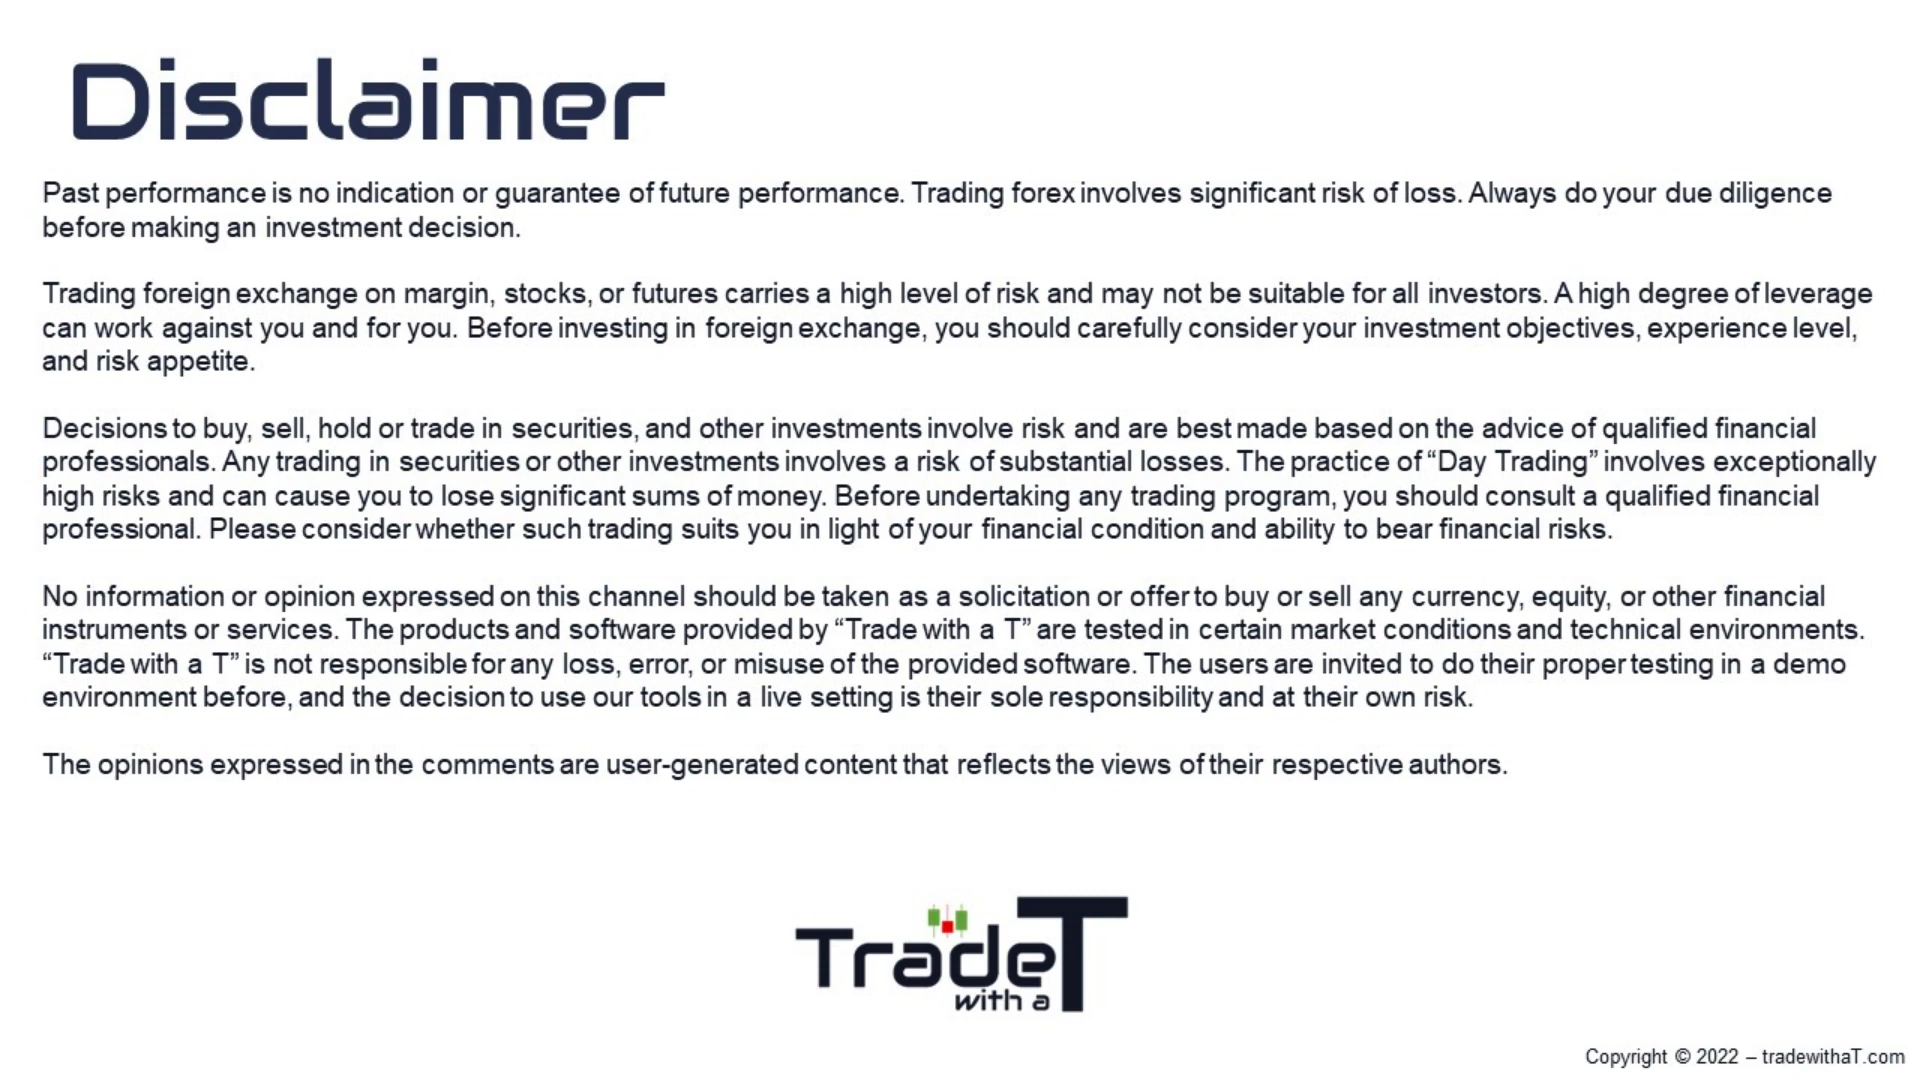 Disclaimer
Past performance is no indication or guarantee of future performance. Trading forex involves significant risk of loss. Always do your due diligence
before making an investment decision.
Trading foreign exchange on margin, stocks, or futures carries a high level of risk and may not be suitable for all investors. A high degree of leverage
can work against you and for you. Before investing in foreign exchange, you should carefully consider your investment objectives, experience level,
and risk appetite.
Decisions to buy, sell, hold or trade in securities, and other investments involve risk and are best made based on the advice of qualified financial
professionals. Any trading in securities or other investments involves a risk of substantial losses. The practice of “Day Trading” involves exceptionally
high risks and can cause you to lose significant sums of money. Before undertaking any trading program, you should consult a qualified financial
professional. Please consider whether such trading suits you in light of your financial condition and ability to bear financial risks.
No information or opinion expressed on this channel should be taken as a solicitation or offer to buy or sell any currency, equity, or other financial
instruments or services. The products and software provided by “Trade with a T” are tested in certain market conditions and technical environments.
“Trade with a T” is not responsible for any loss, error, or misuse of the provided software. The users are invited to do their proper testing in a demo
environment before, and the decision to use our tools in a live setting is their sole responsibility and at their own risk.
The opinions expressed in the comments are user-generated content that reflects the views of their respective authors.
Trade
with a T
Copyright © 2022 – tradewithaT.com